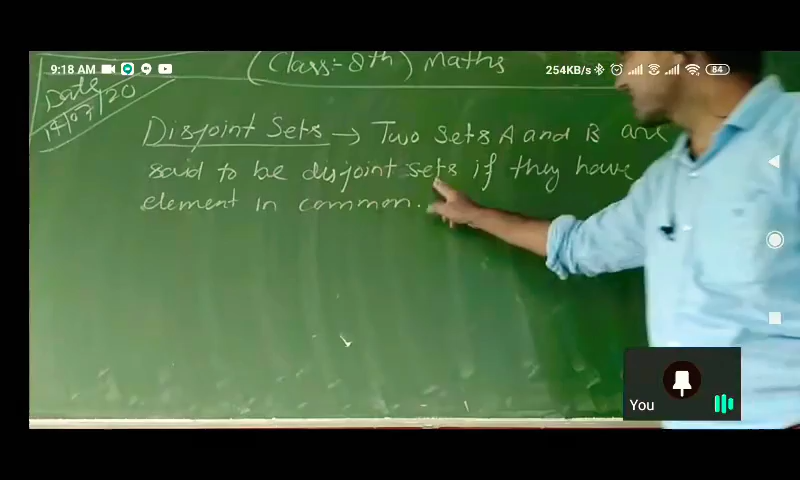 9:18 AM
254KB/s
84
(Class:- 8th) Maths
Date
14/07/20
Disjoint Sets → Two sets A and B are
said to be disjoint sets if they have
element in common.
You